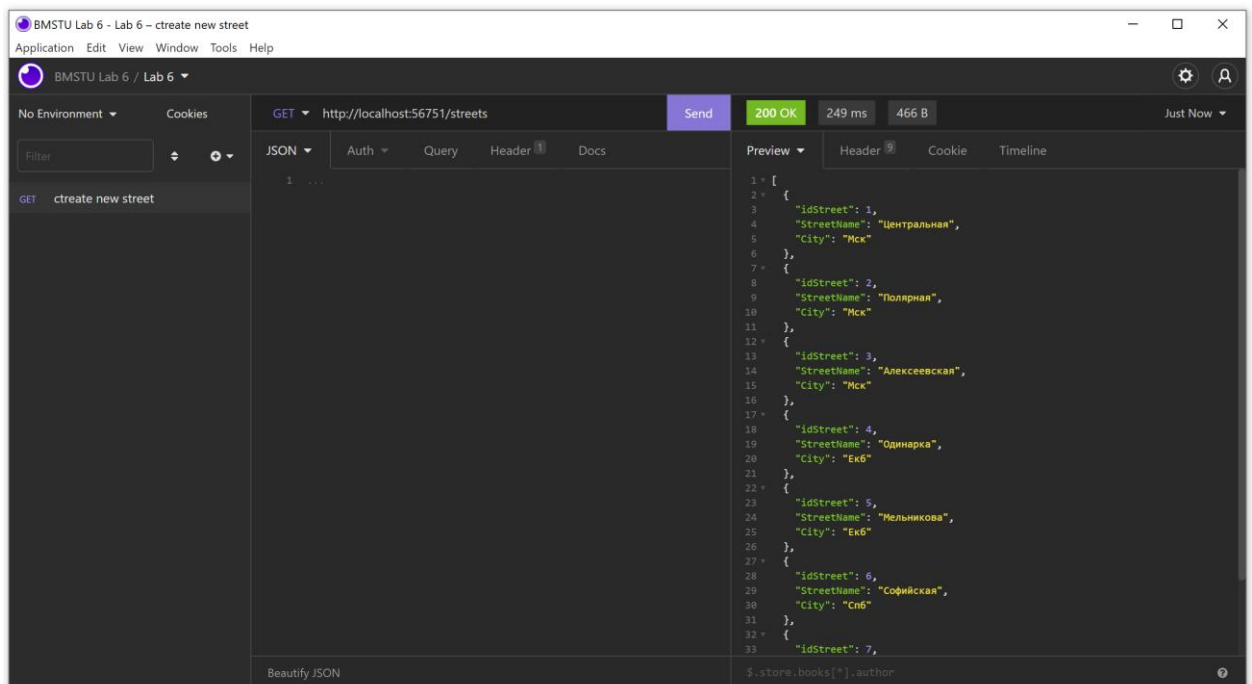 BMSTU Lab 6 - Lab 6 – ctreate new street
Application Edit View Window Tools Help
BMSTU Lab 6 / Lab 6
No Environment Cookies
GET http://localhost:56751/streets Send
200 OK 249 ms 466 B Just Now
Filter
JSON Auth Query Header 1 Docs
Preview Header 9 Cookie Timeline
GET ctreate new street
1 ...
1 [
2 {
3 "idStreet": 1,
4 "StreetName": "Центральная",
5 "City": "Мск"
6 },
7 {
8 "idStreet": 2,
9 "StreetName": "Полярная",
10 "City": "Мск"
11 },
12 {
13 "idStreet": 3,
14 "StreetName": "Алексеевская",
15 "City": "Мск"
16 },
17 {
18 "idStreet": 4,
19 "StreetName": "Одинарка",
20 "City": "Екб"
21 },
22 {
23 "idStreet": 5,
24 "StreetName": "Мельникова",
25 "City": "Екб"
26 },
27 {
28 "idStreet": 6,
29 "StreetName": "Софийская",
30 "City": "Спб"
31 },
32 {
33 "idStreet": 7,
Beautify JSON
$.store.books[*].author